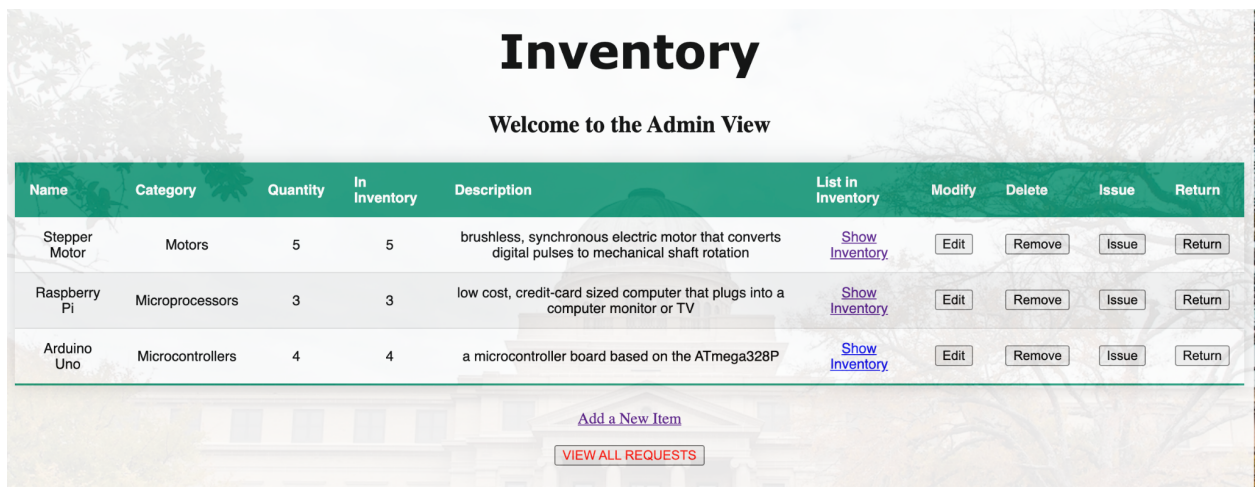 Inventory
Welcome to the Admin View
Name Category Quantity In Inventory Description List in Inventory Modify Delete Issue Return
Stepper Motor Motors 5 5 brushless, synchronous electric motor that converts digital pulses to mechanical shaft rotation Show Inventory Edit Remove Issue Return
Raspberry Pi Microprocessors 3 3 low cost, credit-card sized computer that plugs into a computer monitor or TV Show Inventory Edit Remove Issue Return
Arduino Uno Microcontrollers 4 4 a microcontroller board based on the ATmega328P Show Inventory Edit Remove Issue Return
Add a New Item
VIEW ALL REQUESTS